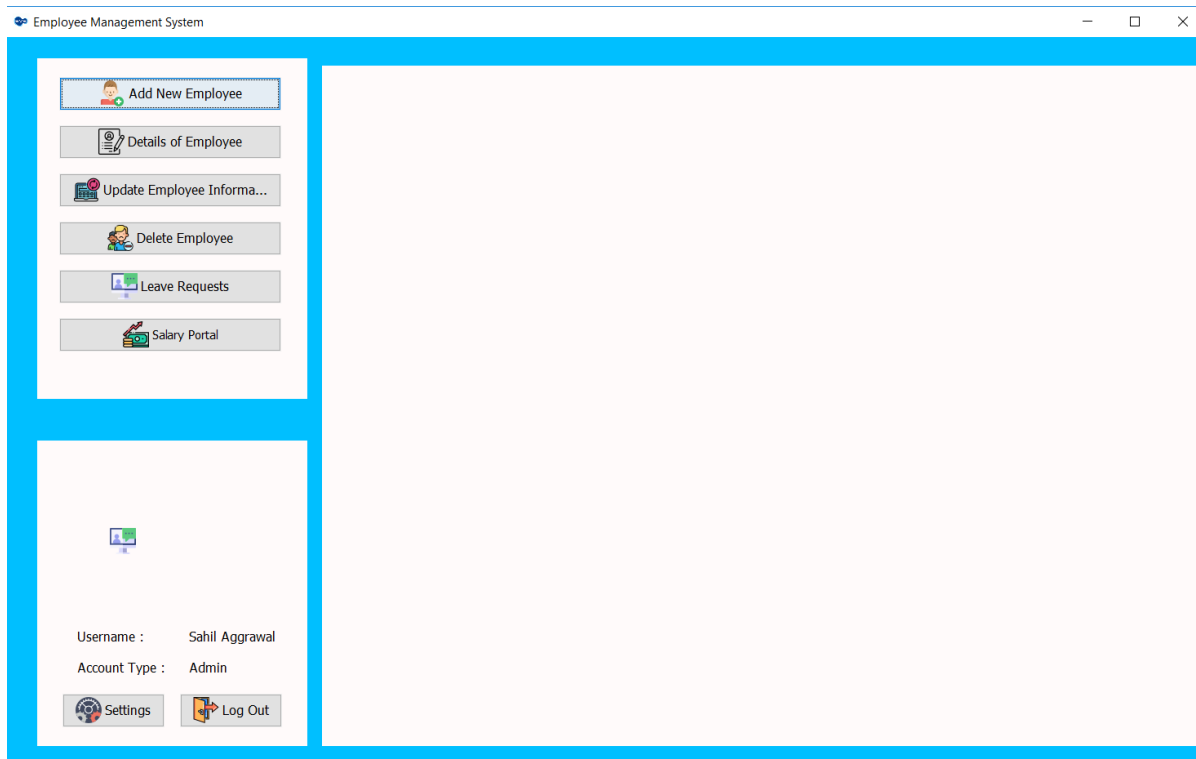 Employee Management System
Add New Employee
Details of Employee
Update Employee Informa...
Delete Employee
Leave Requests
Salary Portal
Username : Sahil Aggrawal
Account Type : Admin
Settings Log Out